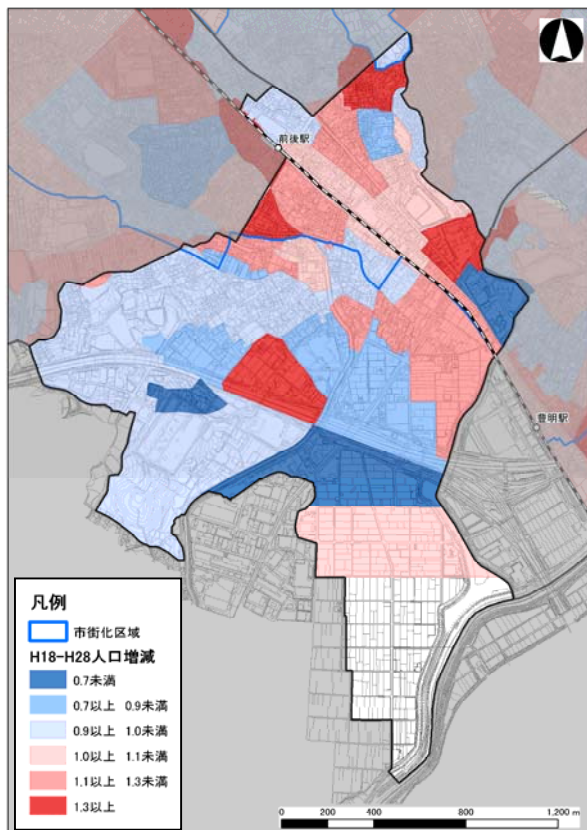 前後駅
豊明駅
凡例
市街化区域
H18-H28人口増減
0.7未満
0.7以上 0.9未満
0.9以上 1.0未満
1.0以上 1.1未満
1.1以上 1.3未満
1.3以上
0 200 400 800 1,200 m